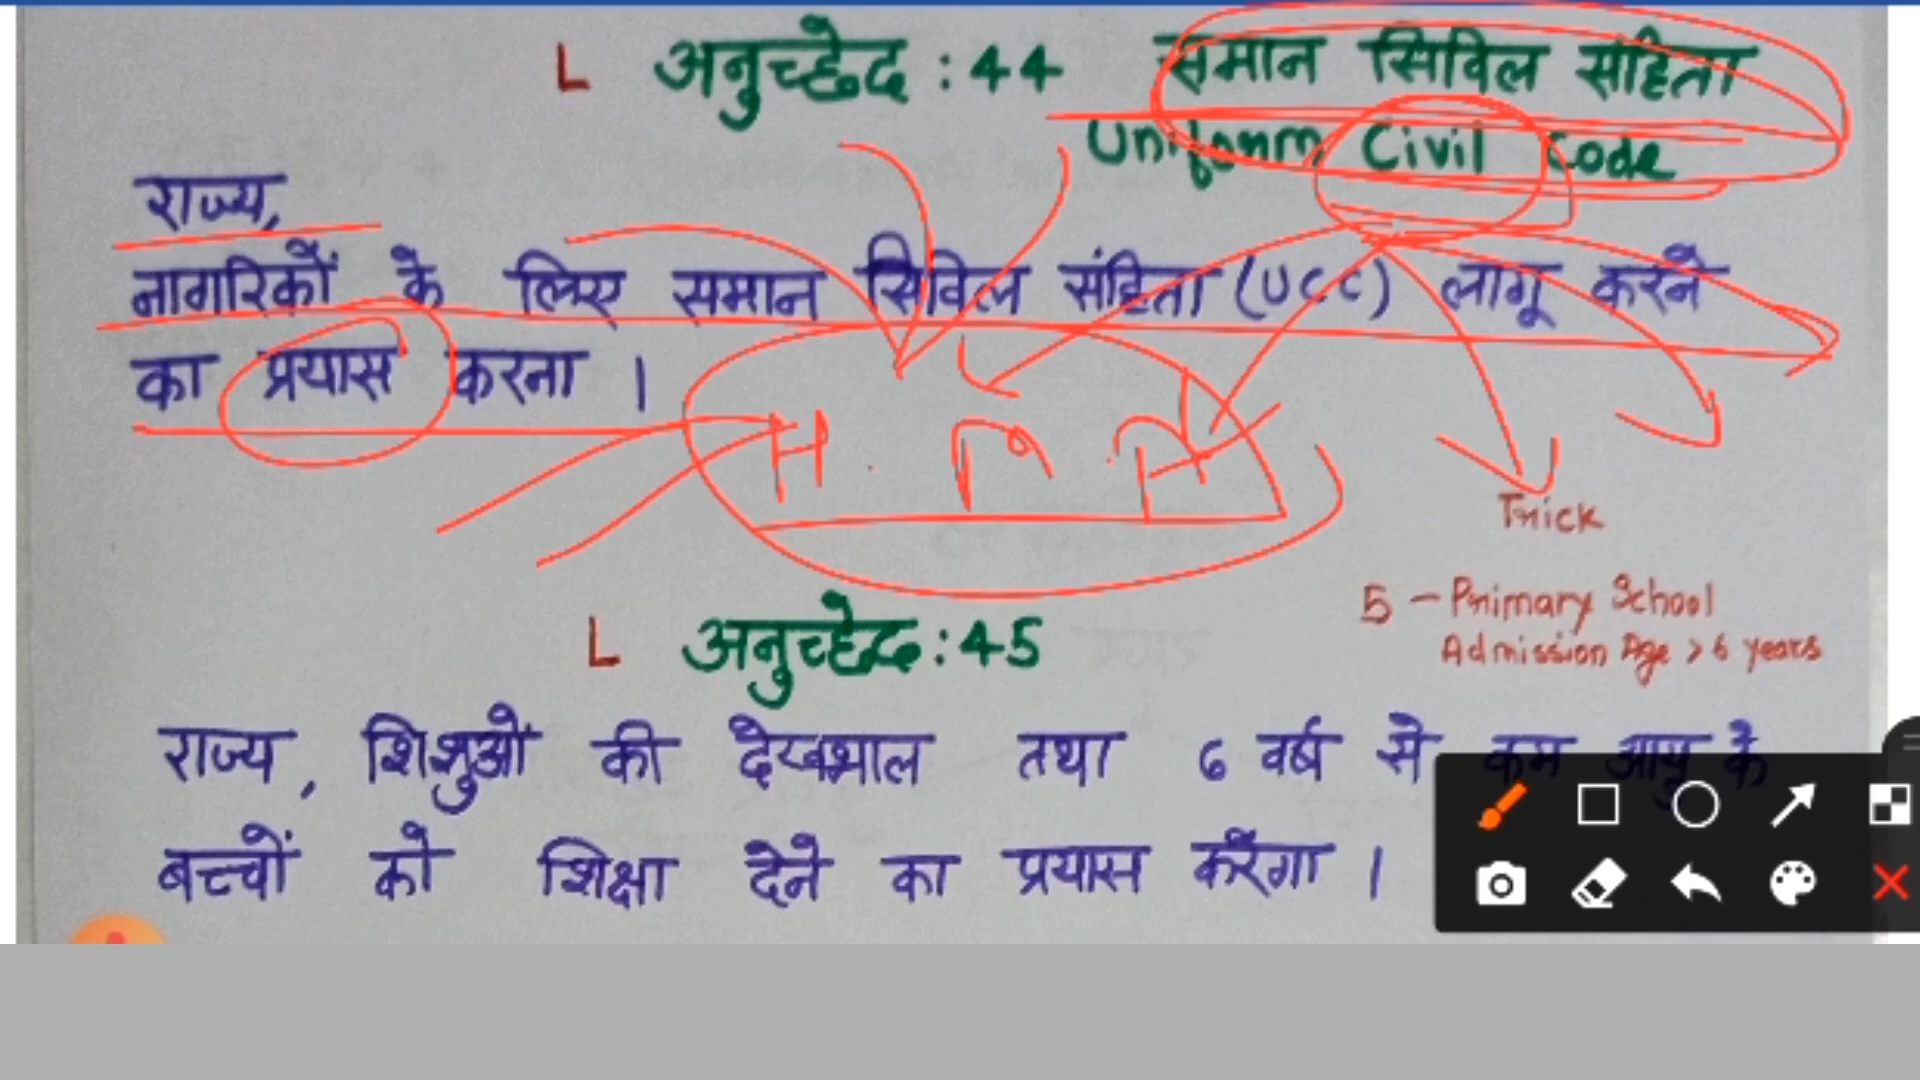 L अनुच्छेद : 44 समान सिविल संहिता
Uniform Civil Code
राज्य,
नागरिकों के लिए समान सिविल संहिता (UCC) लागू करने
का प्रयास करना ।
H
Trick
L अनुच्छेद : 45
5 – Primary School
Admission Age > 6 years
राज्य, शिशुओं की देखभाल तथा 6 वर्ष से कम आयु के
बच्चों को शिक्षा देने का प्रयास करेगा ।